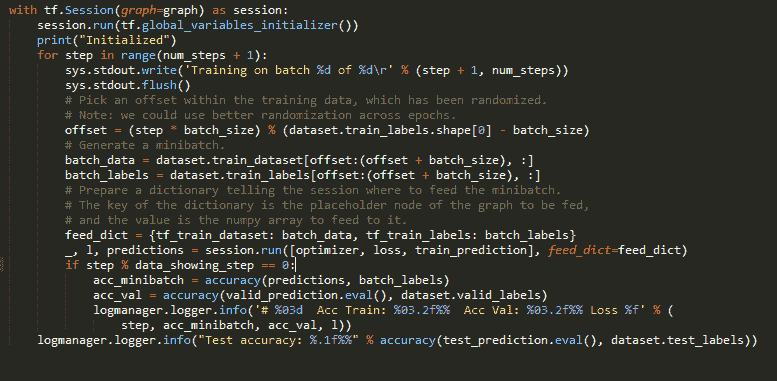 with tf.Session(graph=graph) as session:
    session.run(tf.global_variables_initializer())
    print("Initialized")
    for step in range(num_steps + 1):
        sys.stdout.write('Training on batch %d of %d\r' % (step + 1, num_steps))
        sys.stdout.flush()
        # Pick an offset within the training data, which has been randomized.
        # Note: we could use better randomization across epochs.
        offset = (step * batch_size) % (dataset.train_labels.shape[0] - batch_size)
        # Generate a minibatch.
        batch_data = dataset.train_dataset[offset:(offset + batch_size), :]
        batch_labels = dataset.train_labels[offset:(offset + batch_size), :]
        # Prepare a dictionary telling the session where to feed the minibatch.
        # The key of the dictionary is the placeholder node of the graph to be fed,
        # and the value is the numpy array to feed to it.
        feed_dict = {tf_train_dataset: batch_data, tf_train_labels: batch_labels}
        _, l, predictions = session.run([optimizer, loss, train_prediction], feed_dict=feed_dict)
        if step % data_showing_step == 0:
            acc_minibatch = accuracy(predictions, batch_labels)
            acc_val = accuracy(valid_prediction.eval(), dataset.valid_labels)
            logmanager.logger.info('# %03d  Acc Train: %03.2f%%  Acc Val: %03.2f%% Loss %f' % (
                step, acc_minibatch, acc_val, l))
    logmanager.logger.info("Test accuracy: %.1f%%" % accuracy(test_prediction.eval(), dataset.test_labels))